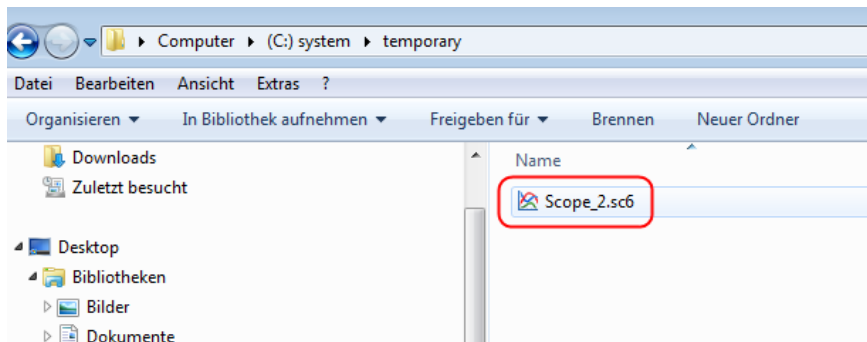 Computer ▸ (C:) system ▸ temporary
Datei Bearbeiten Ansicht Extras ?
Organisieren ▾ In Bibliothek aufnehmen ▾ Freigeben für ▾ Brennen Neuer Ordner
Downloads
Zuletzt besucht
Desktop
Bibliotheken
Bilder
Dokumente
Name
Scope_2.sc6